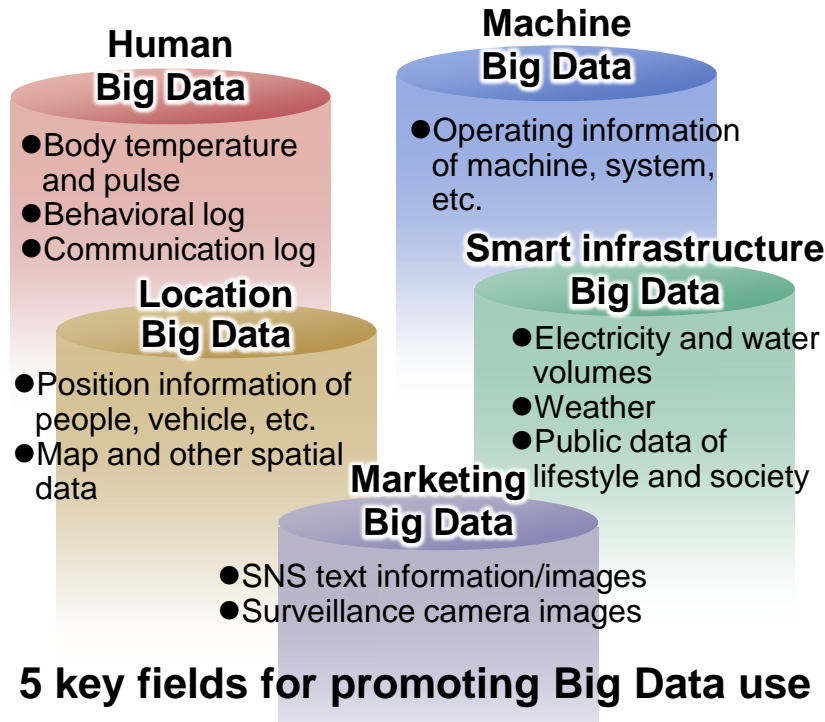 Human
Big Data
●Body temperature
and pulse
●Behavioral log
●Communication log
Machine
Big Data
●Operating information
of machine, system,
etc.
Location
Big Data
●Position information of
people, vehicle, etc.
●Map and other spatial
data
Smart infrastructure
Big Data
●Electricity and water
volumes
●Weather
●Public data of
lifestyle and society
Marketing
Big Data
●SNS text information/images
●Surveillance camera images
5 key fields for promoting Big Data use